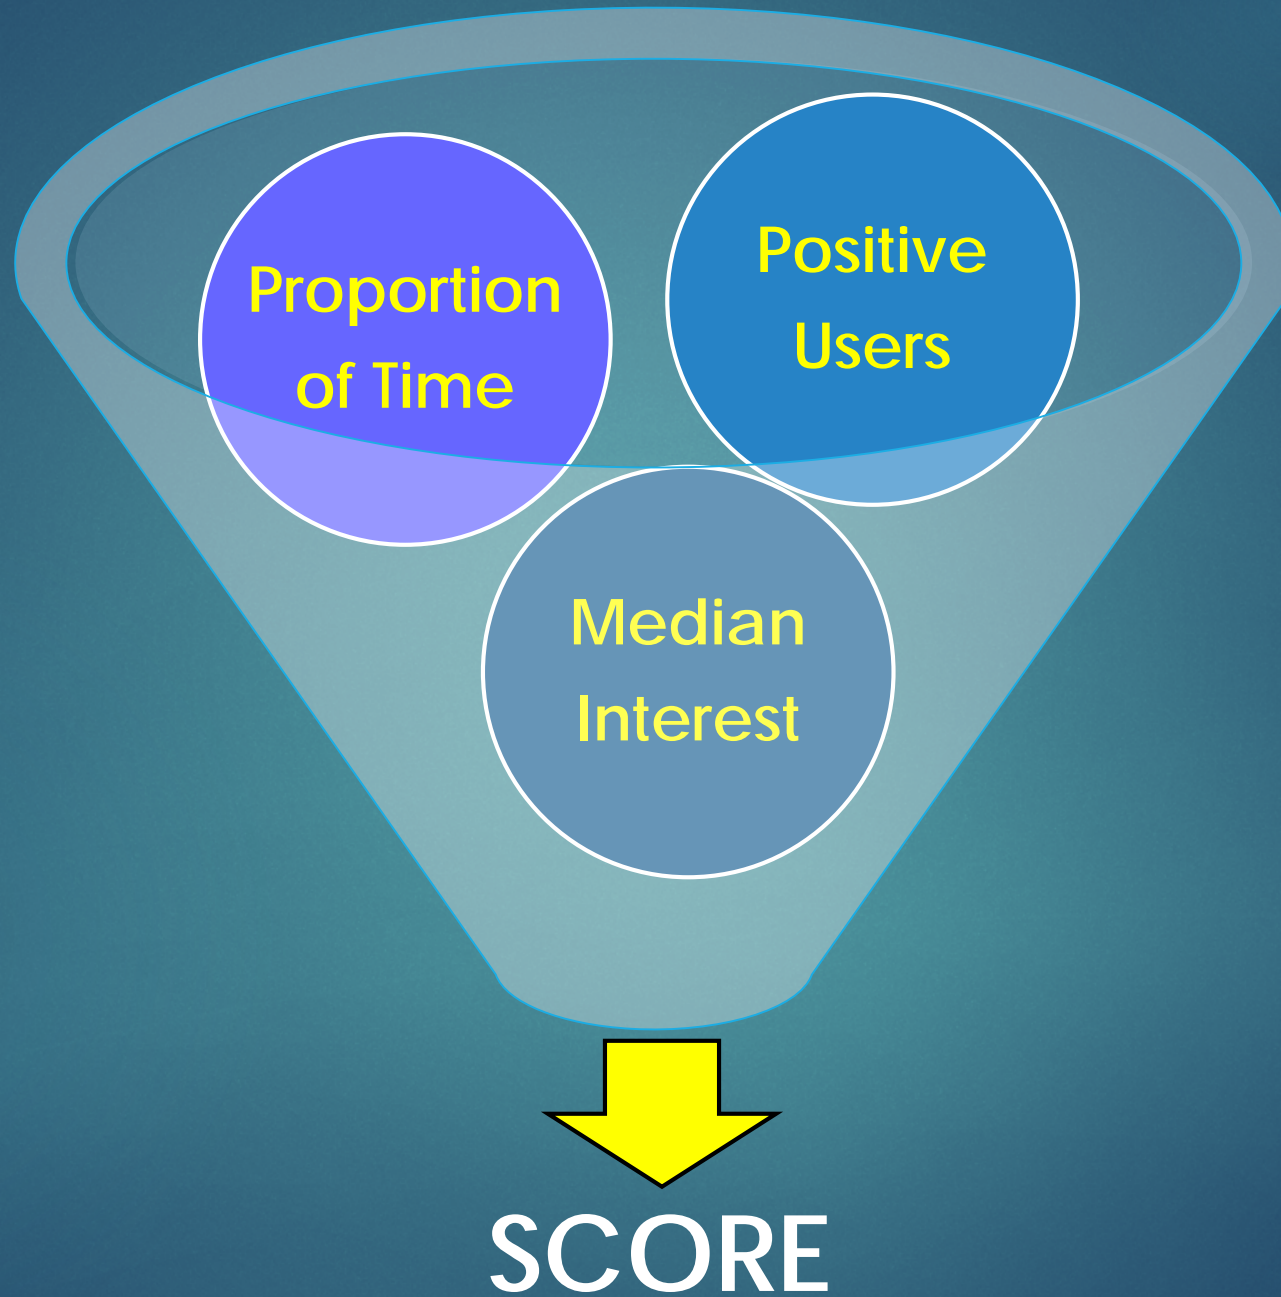 Proportion
of Time
Positive
Users
Median
Interest
SCORE